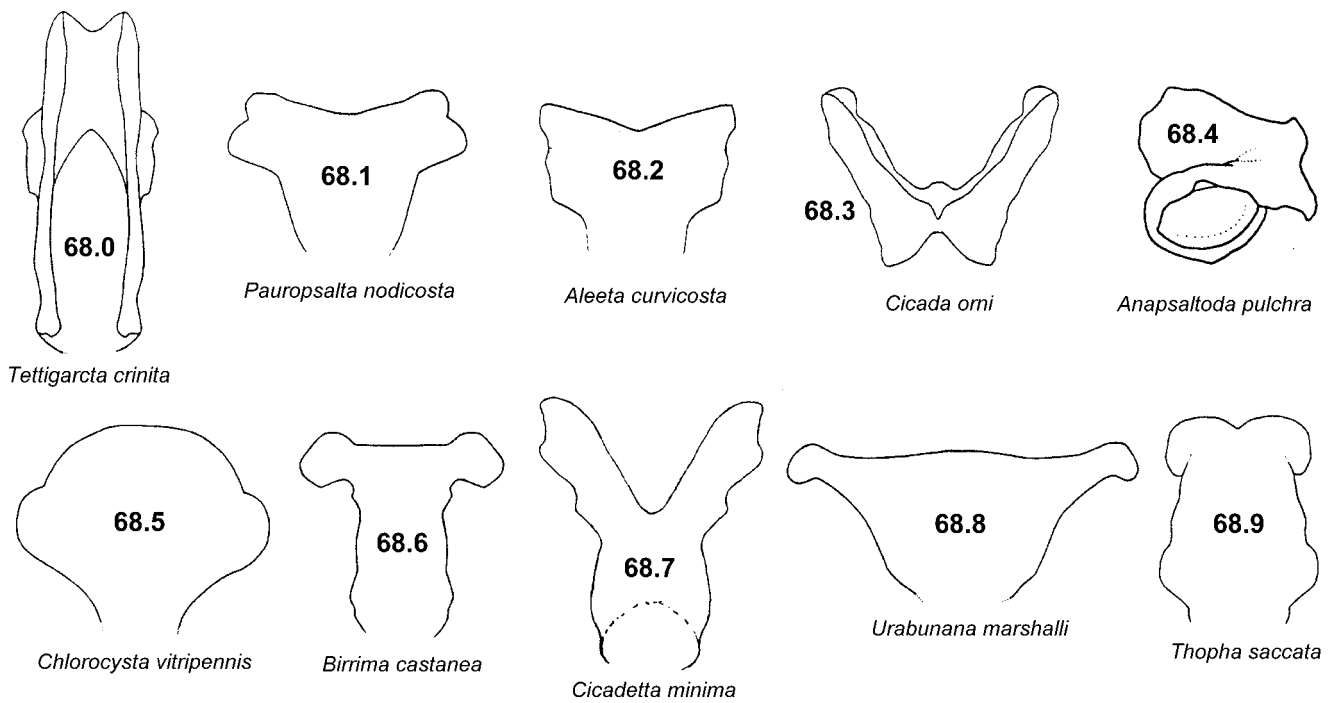 68.0
Tettigarcta crinita
68.1
Pauropsalta nodicosta
68.2
Aleeta curvicosta
68.3
Cicada orni
68.4
Anapsaltoda pulchra
68.5
Chlorocysta vitripennis
68.6
Birrima castanea
68.7
Cicadetta minima
68.8
Urabunana marshalli
68.9
Thopha saccata